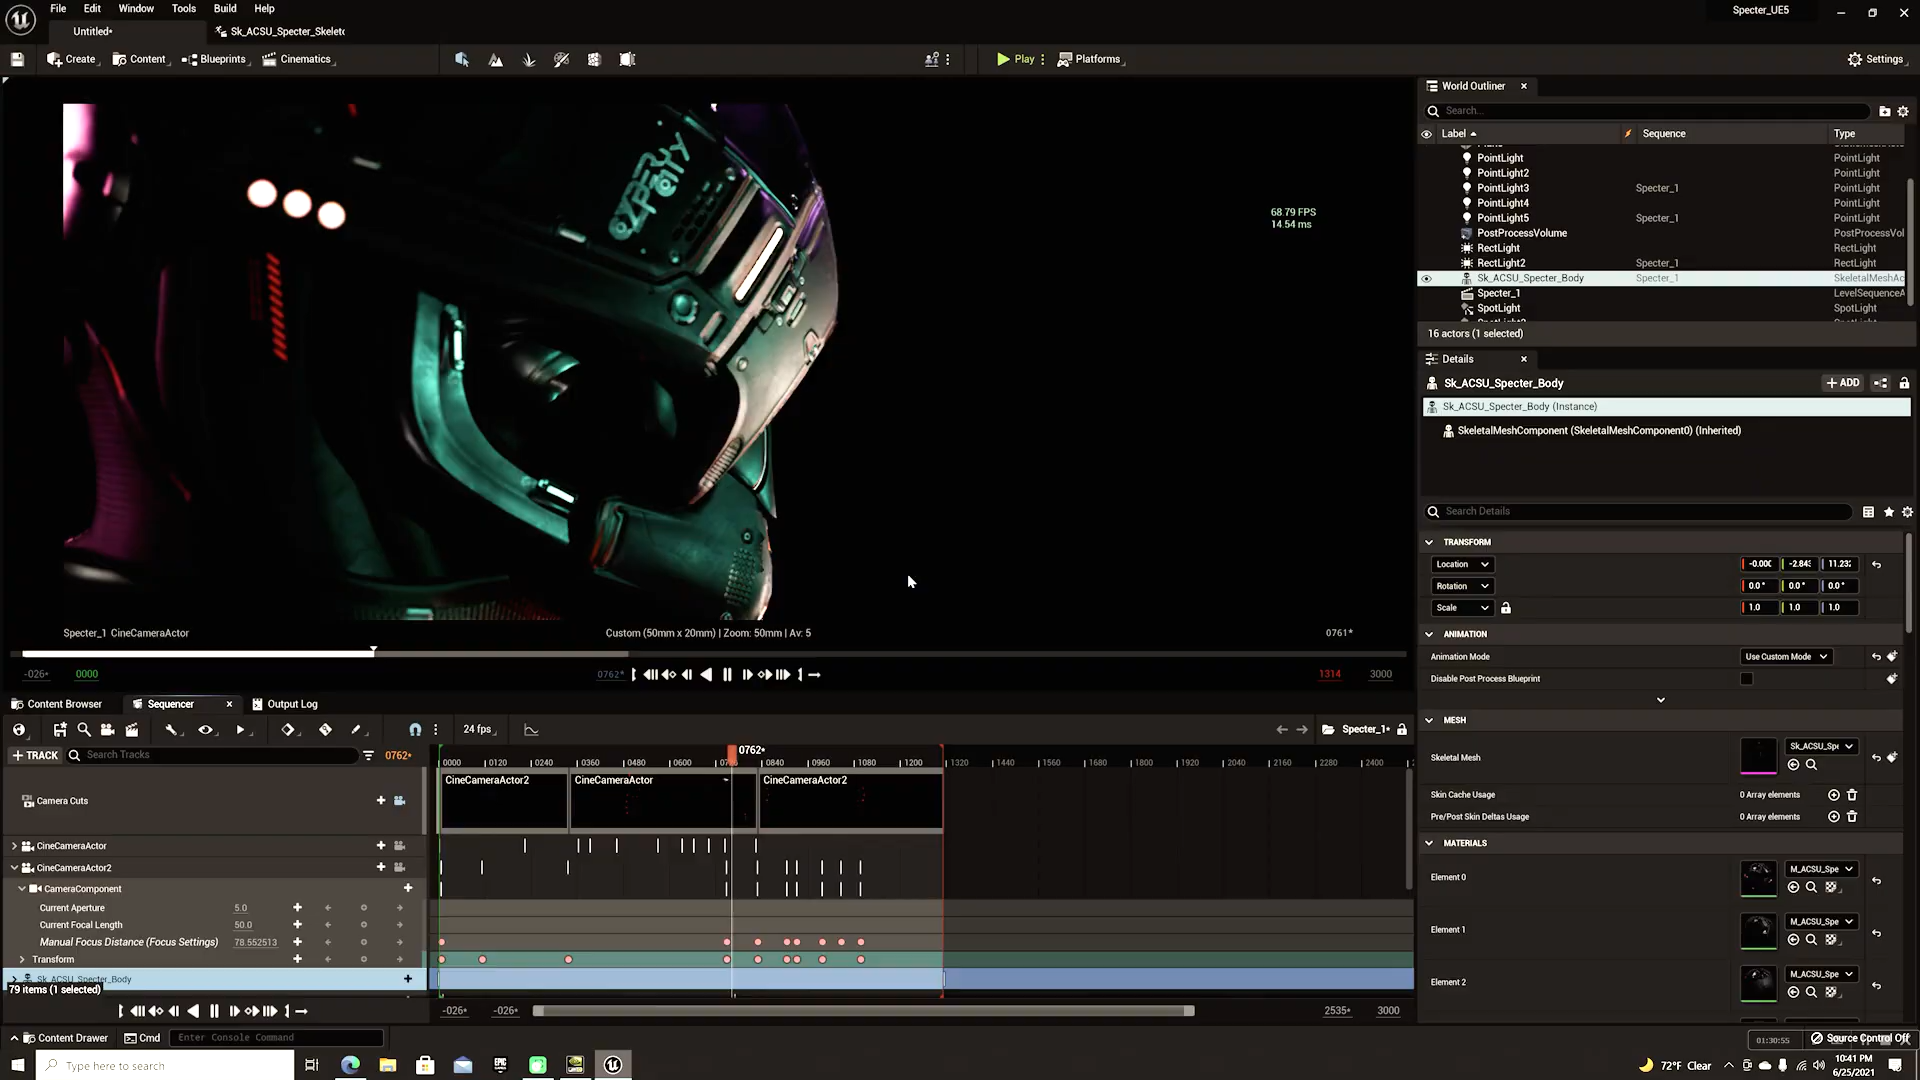 File Edit Window Tools Build Help
Specter_UE5
Untitled*
Sk_ACSU_Specter_Skelet
Create
Content
Blueprints
Cinematics
Play
Platforms
Settings
68.79 FPS
14.54 ms
Specter_1 CineCameraActor
Custom (50mm x 20mm) | Zoom: 50mm | Av: 5
0761*
-026*
0000
0762*
1314
3000
World Outliner
Search...
Label
Sequence
Type
PointLight
PointLight
PointLight2
PointLight
PointLight3
Specter_1
PointLight
PointLight4
PointLight
PointLight5
Specter_1
PointLight
PostProcessVolume
PostProcessVol
RectLight
RectLight
RectLight2
Specter_1
RectLight
Sk_ACSU_Specter_Body
Specter_1
SkeletalMeshAc
Specter_1
LevelSequenceA
SpotLight
SpotLight
16 actors (1 selected)
Details
Sk_ACSU_Specter_Body
ADD
Sk_ACSU_Specter_Body (Instance)
SkeletalMeshComponent (SkeletalMeshComponent0) (Inherited)
Search Details
TRANSFORM
Location
-0.000
-2.843
11.232
Rotation
0.0°
0.0°
0.0°
Scale
1.0
1.0
1.0
ANIMATION
Animation Mode
Use Custom Mode
Disable Post Process Blueprint
MESH
Skeletal Mesh
Sk_ACSU_Spe
Skin Cache Usage
0 Array elements
Pre/Post Skin Deltas Usage
0 Array elements
MATERIALS
Element 0
M_ACSU_Spe
Element 1
M_ACSU_Spe
Element 2
M_ACSU_Spe
Content Browser
Sequencer
Output Log
24 fps
Specter_1*
+ TRACK
Search Tracks
0762*
0762*
0000 0120 0240 0360 0480 0600 0840 0960 1080 1200 1320 1440 1560 1680 1800 1920 2040 2160 2280 2400
CineCameraActor2
CineCameraActor
CineCameraActor2
Camera Cuts
CineCameraActor
CineCameraActor2
CameraComponent
Current Aperture
5.0
Current Focal Length
50.0
Manual Focus Distance (Focus Settings)
78.552513
Transform
Sk_ACSU_Specter_Body
79 items (1 selected)
-026*
-026*
2535*
3000
Content Drawer
Cmd
Enter Console Command
01:30:55
Source Control Off
Type here to search
72°F Clear
10:41 PM
6/25/2021